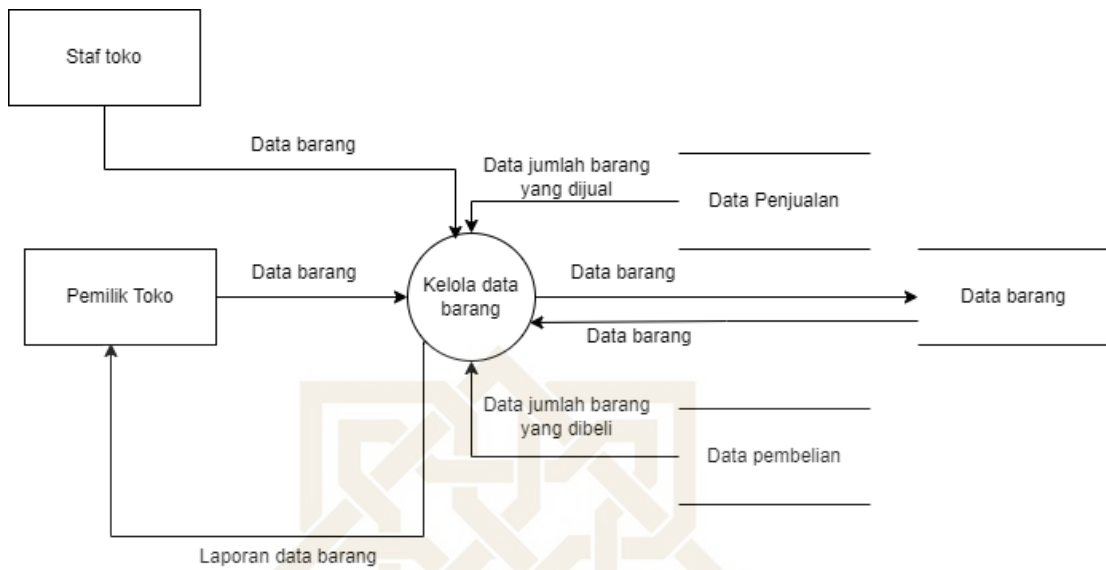 Staf toko
Data barang
Data jumlah barang
yang dijual
Data Penjualan
Pemilik Toko
Data barang
Kelola data
barang
Data barang
Data barang
Data barang
Data jumlah barang
yang dibeli
Data pembelian
Laporan data barang